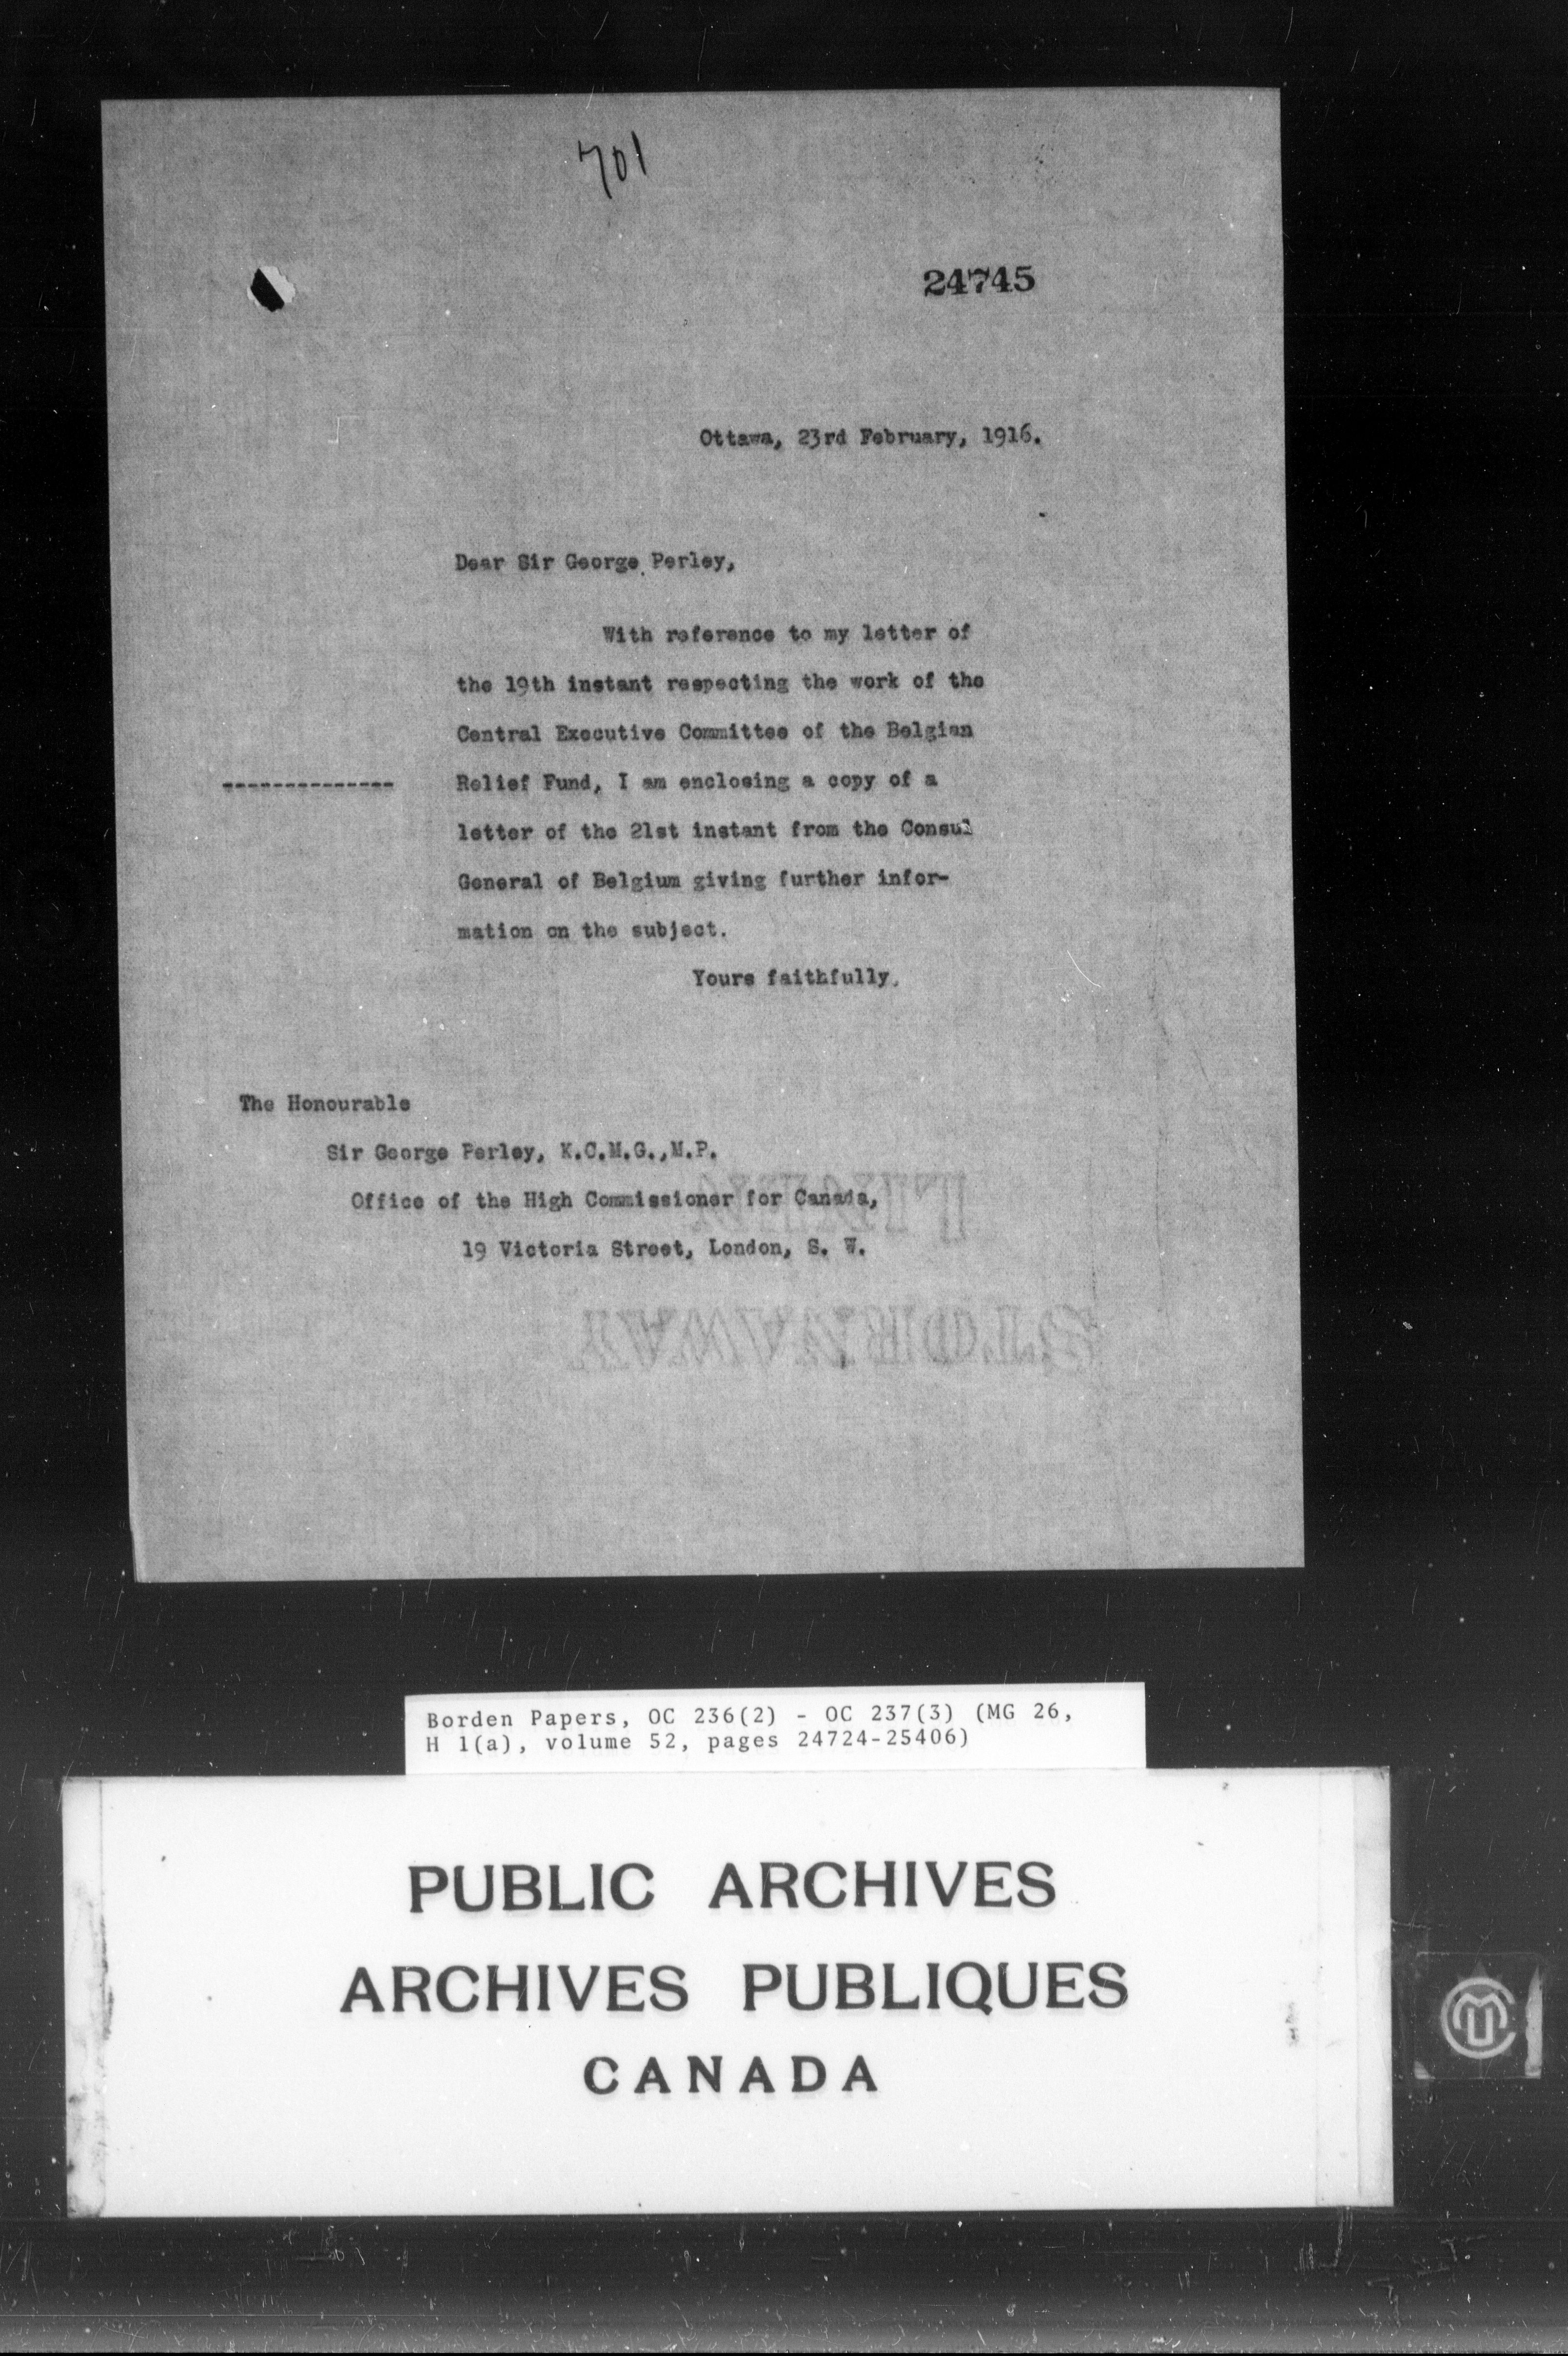 701
24745
Ottawa, 23rd February, 1916.
Dear Sir George Perley,
With reference to my letter of
the 19th instant respecting the work of the
Central Executive Committee of the Belgian
-------------- Relief Fund, I am enclosing a copy of a
letter of the 21st instant from the Consul
General of Belgium giving further infor-
mation on the subject.
Yours faithfully,
The Honourable
Sir George Perley, K.C.M.G.,M.P.
Office of the High Commissioner for Canada,
19 Victoria Street, London, S. W.
Borden Papers, OC 236(2) - OC 237(3) (MG 26,
H 1(a), volume 52, pages 24724-25406)
PUBLIC ARCHIVES
ARCHIVES PUBLIQUES
CANADA